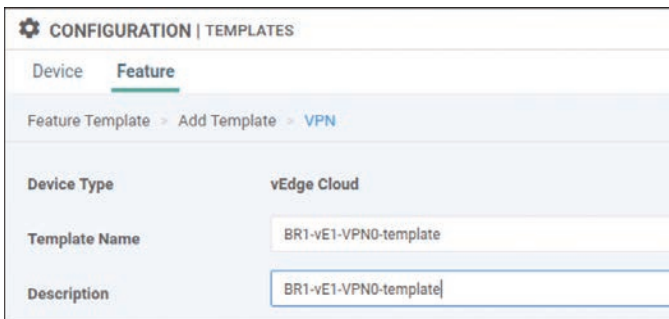 CONFIGURATION | TEMPLATES
Device Feature
Feature Template > Add Template > VPN
Device Type vEdge Cloud
Template Name BR1-vE1-VPN0-template
Description BR1-vE1-VPN0-template